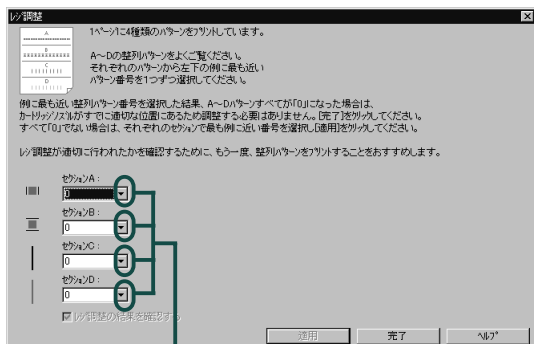 レジ調整
A
B
C
D
1ページに4種類のパターンをプリントしています。
A~Dの整列パターンをよくご覧ください。
それぞれのパターンから左下の例に最も近い
パターン番号を1つずつ選択してください。
例に最も近い整列パターン番号を選択した結果、A~Dパターンすべてが「0」になった場合は、
カートリッジ/ノズルがすでに適切な位置にあるため調整する必要はありません。[完了]をクリックしてください。
すべて「0」でない場合は、それぞれのセクションで最も例に近い番号を選択し[適用]をクリックしてください。
レジ調整が適切に行われたかを確認するために、もう一度、整列パターンをプリントすることをおすすめします。
セクションA:
0
セクションB:
0
セクションC:
0
セクションD:
0
レジ調整の結果を確認する
適用
完了
ヘルプ